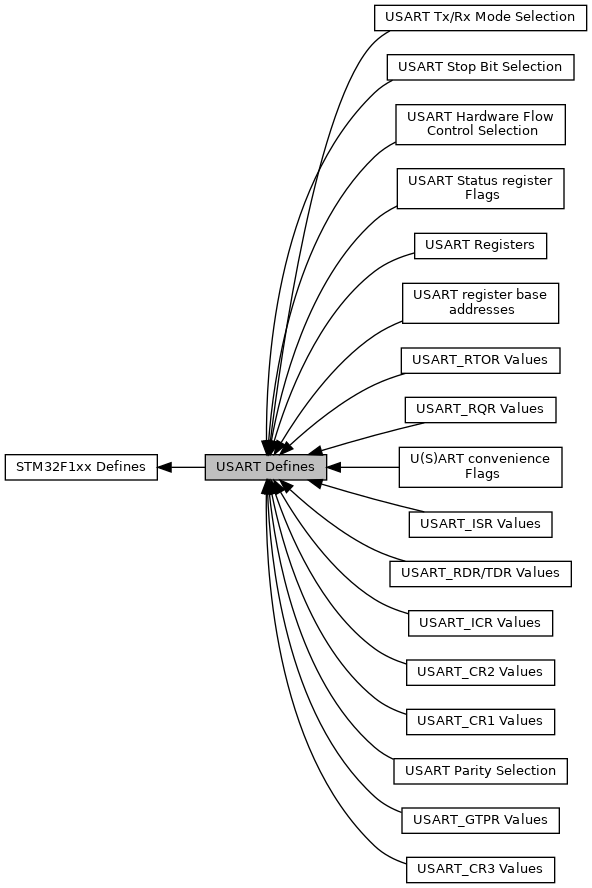 USART Tx/Rx Mode Selection
USART Stop Bit Selection
USART Hardware Flow
Control Selection
USART Status register
Flags
USART Registers
USART register base
addresses
USART_RTOR Values
USART_RQR Values
U(S)ART convenience
Flags
STM32F1xx Defines
USART Defines
USART_ISR Values
USART_RDR/TDR Values
USART_ICR Values
USART_CR2 Values
USART_CR1 Values
USART Parity Selection
USART_GTPR Values
USART_CR3 Values